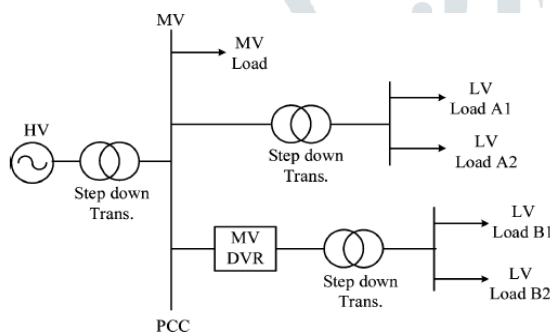 MV
MV
Load
HV
LV
Load A1
Step down
Trans.
LV
Load A2
Step down
Trans.
MV
DVR
LV
Load B1
Step down
Trans.
LV
Load B2
PCC